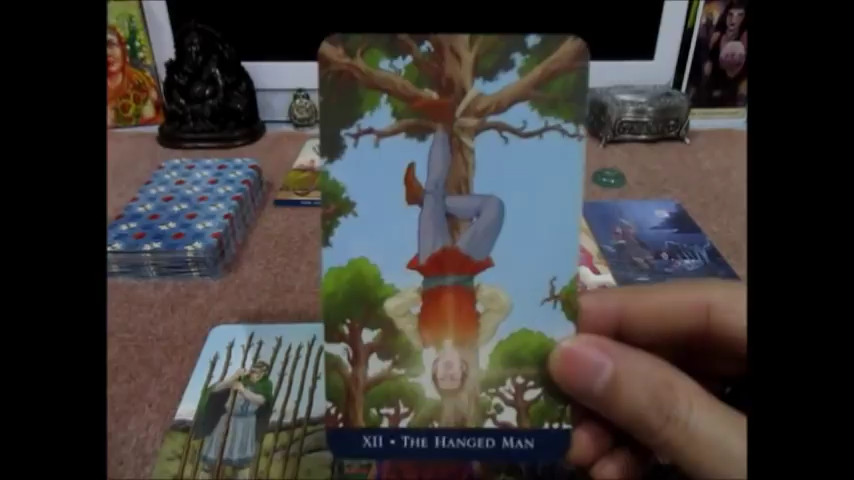 XII • THE HANGED MAN